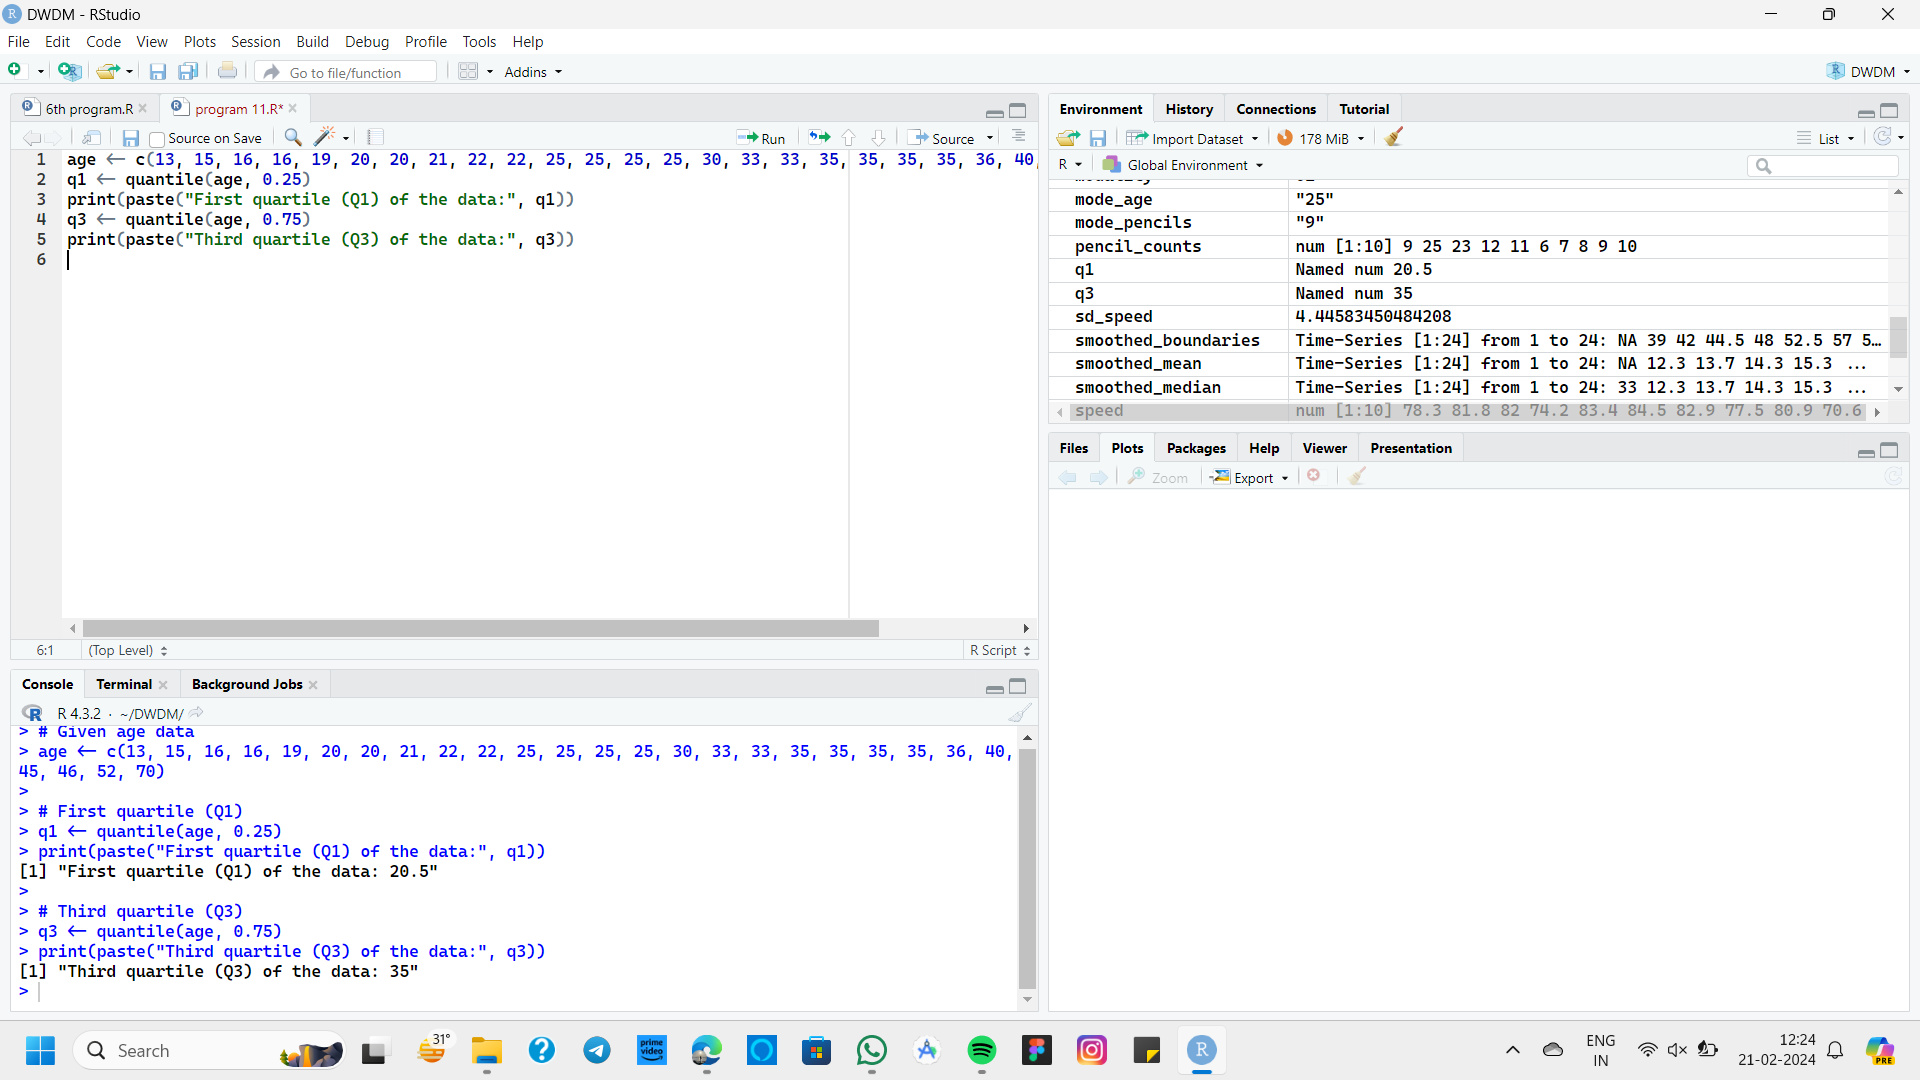 DWDM - RStudio
File Edit Code View Plots Session Build Debug Profile Tools Help
Go to file/function Addins DWDM
6th program.R program 11.R*
Source on Save Run Source
1 age <- c(13, 15, 16, 16, 19, 20, 20, 21, 22, 22, 25, 25, 25, 25, 30, 33, 33, 35, 35, 35, 35, 36, 40,
2 q1 <- quantile(age, 0.25)
3 print(paste("First quartile (Q1) of the data:", q1))
4 q3 <- quantile(age, 0.75)
5 print(paste("Third quartile (Q3) of the data:", q3))
6
6:1 (Top Level) R Script
Console Terminal Background Jobs
R 4.3.2 · ~/DWDM/
> # Given age data
> age <- c(13, 15, 16, 16, 19, 20, 20, 21, 22, 22, 25, 25, 25, 25, 30, 33, 33, 35, 35, 35, 35, 36, 40,
45, 46, 52, 70)
>
> # First quartile (Q1)
> q1 <- quantile(age, 0.25)
> print(paste("First quartile (Q1) of the data:", q1))
[1] "First quartile (Q1) of the data: 20.5"
>
> # Third quartile (Q3)
> q3 <- quantile(age, 0.75)
> print(paste("Third quartile (Q3) of the data:", q3))
[1] "Third quartile (Q3) of the data: 35"
>
Environment History Connections Tutorial
Import Dataset 178 MiB List
R Global Environment
mode_age "25"
mode_pencils "9"
pencil_counts num [1:10] 9 25 23 12 11 6 7 8 9 10
q1 Named num 20.5
q3 Named num 35
sd_speed 4.44583450484208
smoothed_boundaries Time-Series [1:24] from 1 to 24: NA 39 42 44.5 48 52.5 57 5…
smoothed_mean Time-Series [1:24] from 1 to 24: NA 12.3 13.7 14.3 15.3 ...
smoothed_median Time-Series [1:24] from 1 to 24: 33 12.3 13.7 14.3 15.3 ...
speed num [1:10] 78.3 81.8 82 74.2 83.4 84.5 82.9 77.5 80.9 70.6
Files Plots Packages Help Viewer Presentation
Zoom Export
Search
31°
prime video
ENG
IN
12:24
21-02-2024
PRE